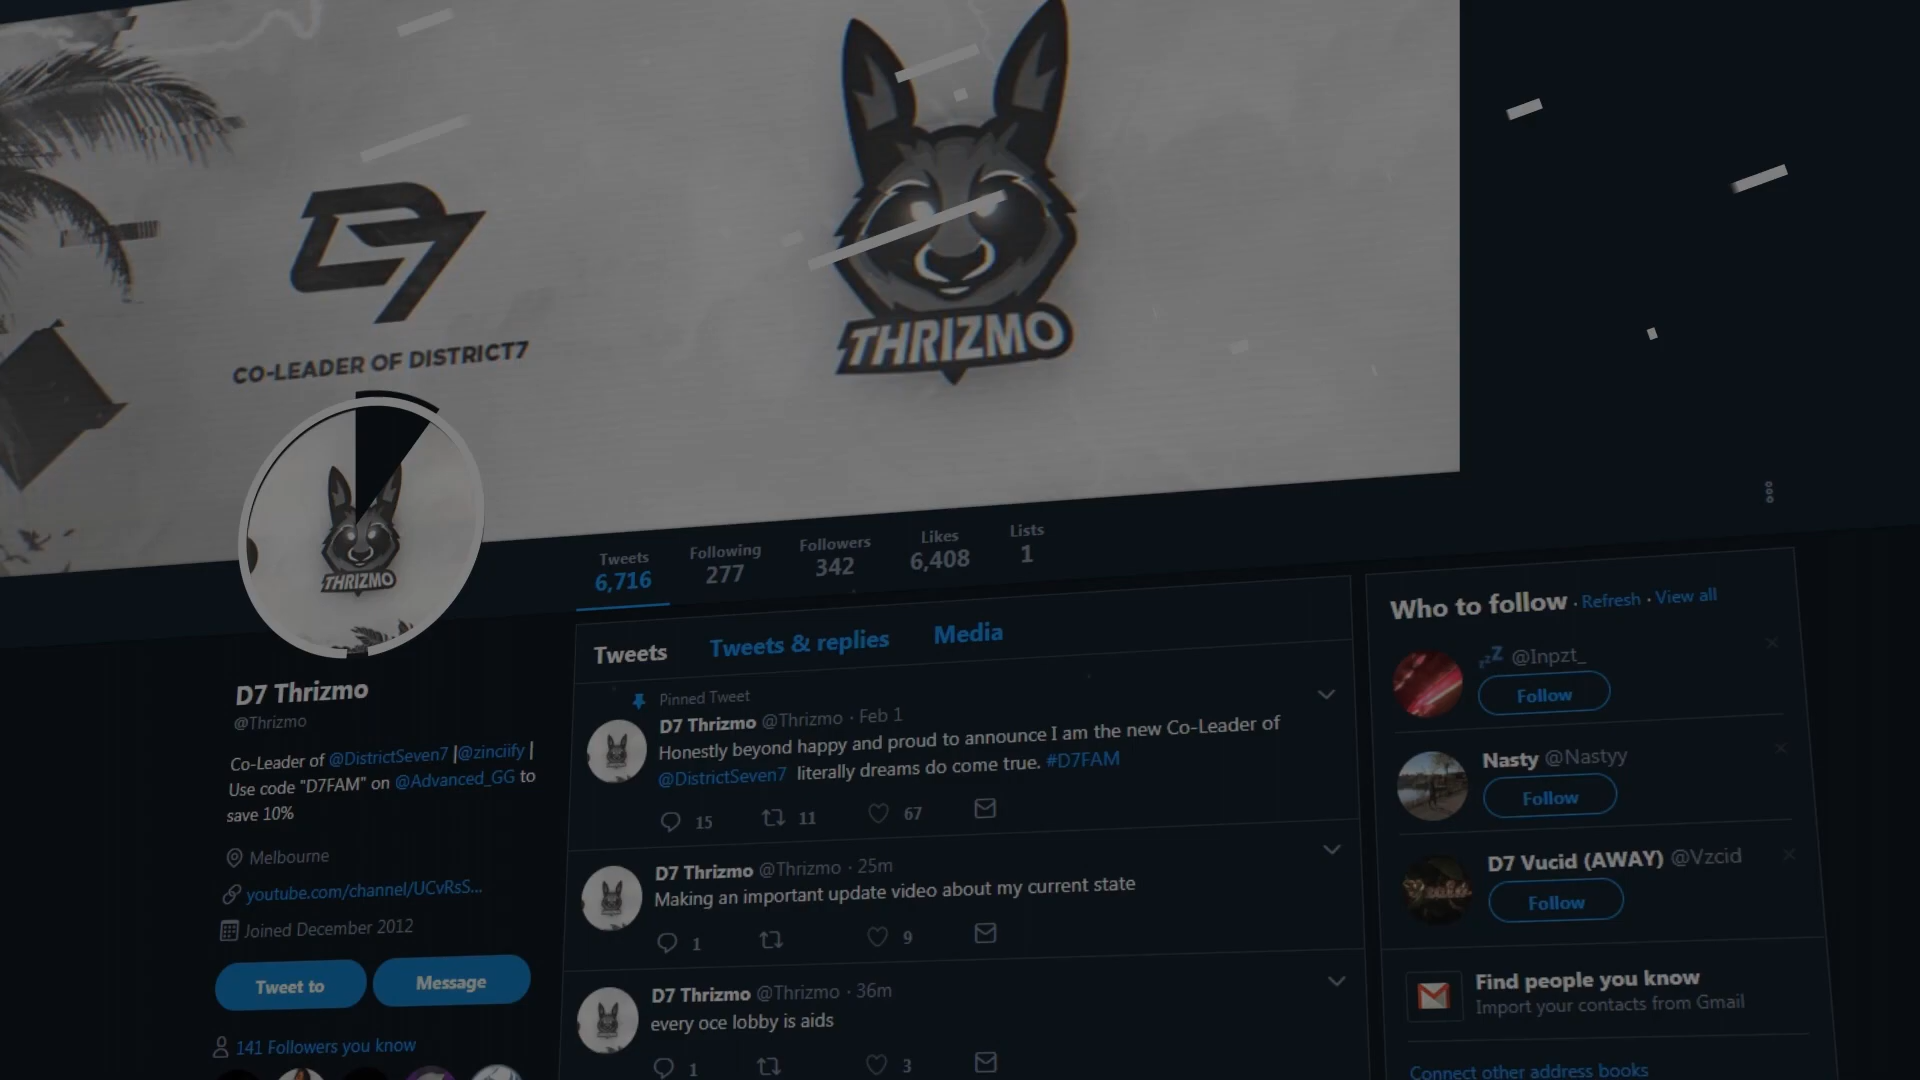 D7
CO-LEADER OF DISTRICT7
THRIZMO
THRIZMO
Tweets
6,716
Following
277
Followers
342
Likes
6,408
Lists
1
D7 Thrizmo
@Thrizmo
Co-Leader of @DistrictSeven7 |@zinciify |
Use code "D7FAM" on @Advanced_GG to
save 10%
Melbourne
youtube.com/channel/UCvRsS...
Joined December 2012
Tweet to
Message
141 Followers you know
Tweets
Tweets & replies
Media
Pinned Tweet
D7 Thrizmo @Thrizmo · Feb 1
Honestly beyond happy and proud to announce I am the new Co-Leader of
@DistrictSeven7 literally dreams do come true. #D7FAM
15 11 67
D7 Thrizmo @Thrizmo · 25m
Making an important update video about my current state
1 9
D7 Thrizmo @Thrizmo · 36m
every oce lobby is aids
1 3
Who to follow · Refresh · View all
zzZ @Inpzt_
Follow
Nasty @Nastyy
Follow
D7 Vucid (AWAY) @Vzcid
Follow
Find people you know
Import your contacts from Gmail
Connect other address books